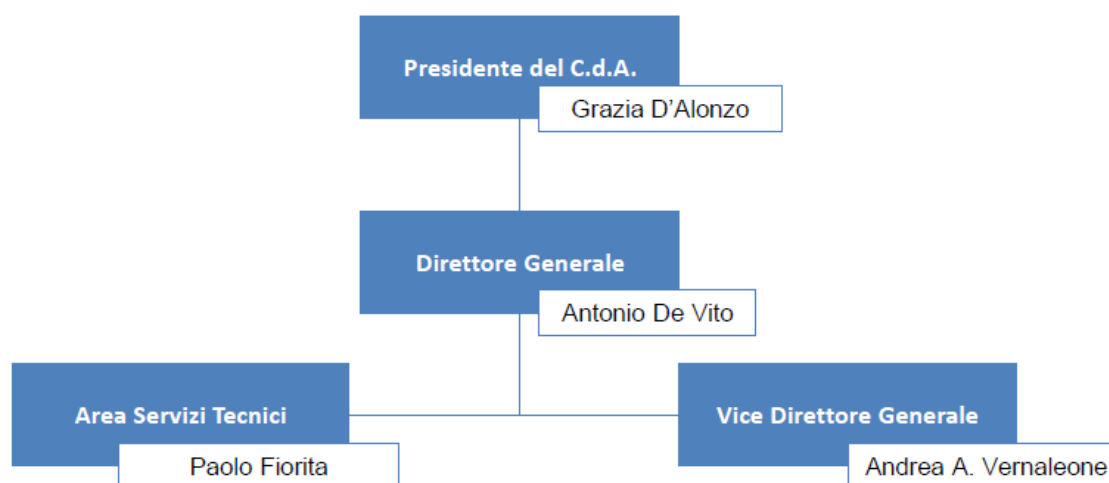 Presidente del C.d.A.
Grazia D'Alonzo
Direttore Generale
Antonio De Vito
Area Servizi Tecnici
Paolo Fiorita
Vice Direttore Generale
Andrea A. Vernaleone